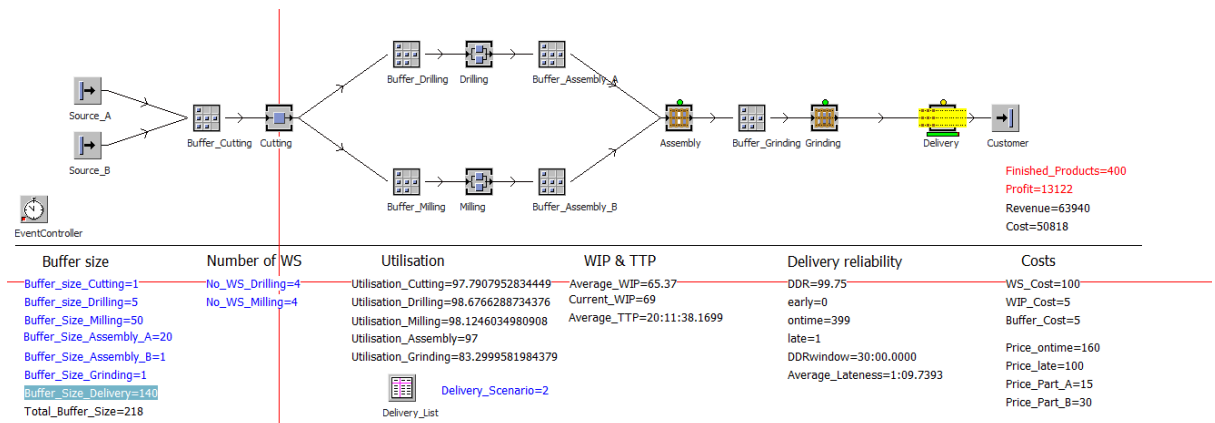 Source_A
Source_B
Buffer_Cutting
Cutting
Buffer_Drilling
Drilling
Buffer_Assembly_A
Buffer_Milling
Milling
Buffer_Assembly_B
Assembly
Buffer_Grinding
Grinding
Delivery
Customer
EventController
Finished_Products=400
Profit=13122
Revenue=63940
Cost=50818
Buffer size
Buffer_size_Cutting=1
Buffer_size_Drilling=5
Buffer_Size_Milling=50
Buffer_Size_Assembly_A=20
Buffer_Size_Assembly_B=1
Buffer_Size_Grinding=1
Buffer_Size_Delivery=140
Total_Buffer_Size=218
Number of WS
No_WS_Drilling=4
No_WS_Milling=4
Utilisation
Utilisation_Cutting=97.7907952834449
Utilisation_Drilling=98.6766288734376
Utilisation_Milling=98.1246034980908
Utilisation_Assembly=97
Utilisation_Grinding=83.2999581984379
Delivery_List
Delivery_Scenario=2
WIP & TTP
Average_WIP=65.37
Current_WIP=69
Average_TTP=20:11:38.1699
Delivery reliability
DDR=99.75
early=0
ontime=399
late=1
DDRwindow=30:00.0000
Average_Lateness=1:09.7393
Costs
WS_Cost=100
WIP_Cost=5
Buffer_Cost=5
Price_ontime=160
Price_late=100
Price_Part_A=15
Price_Part_B=30